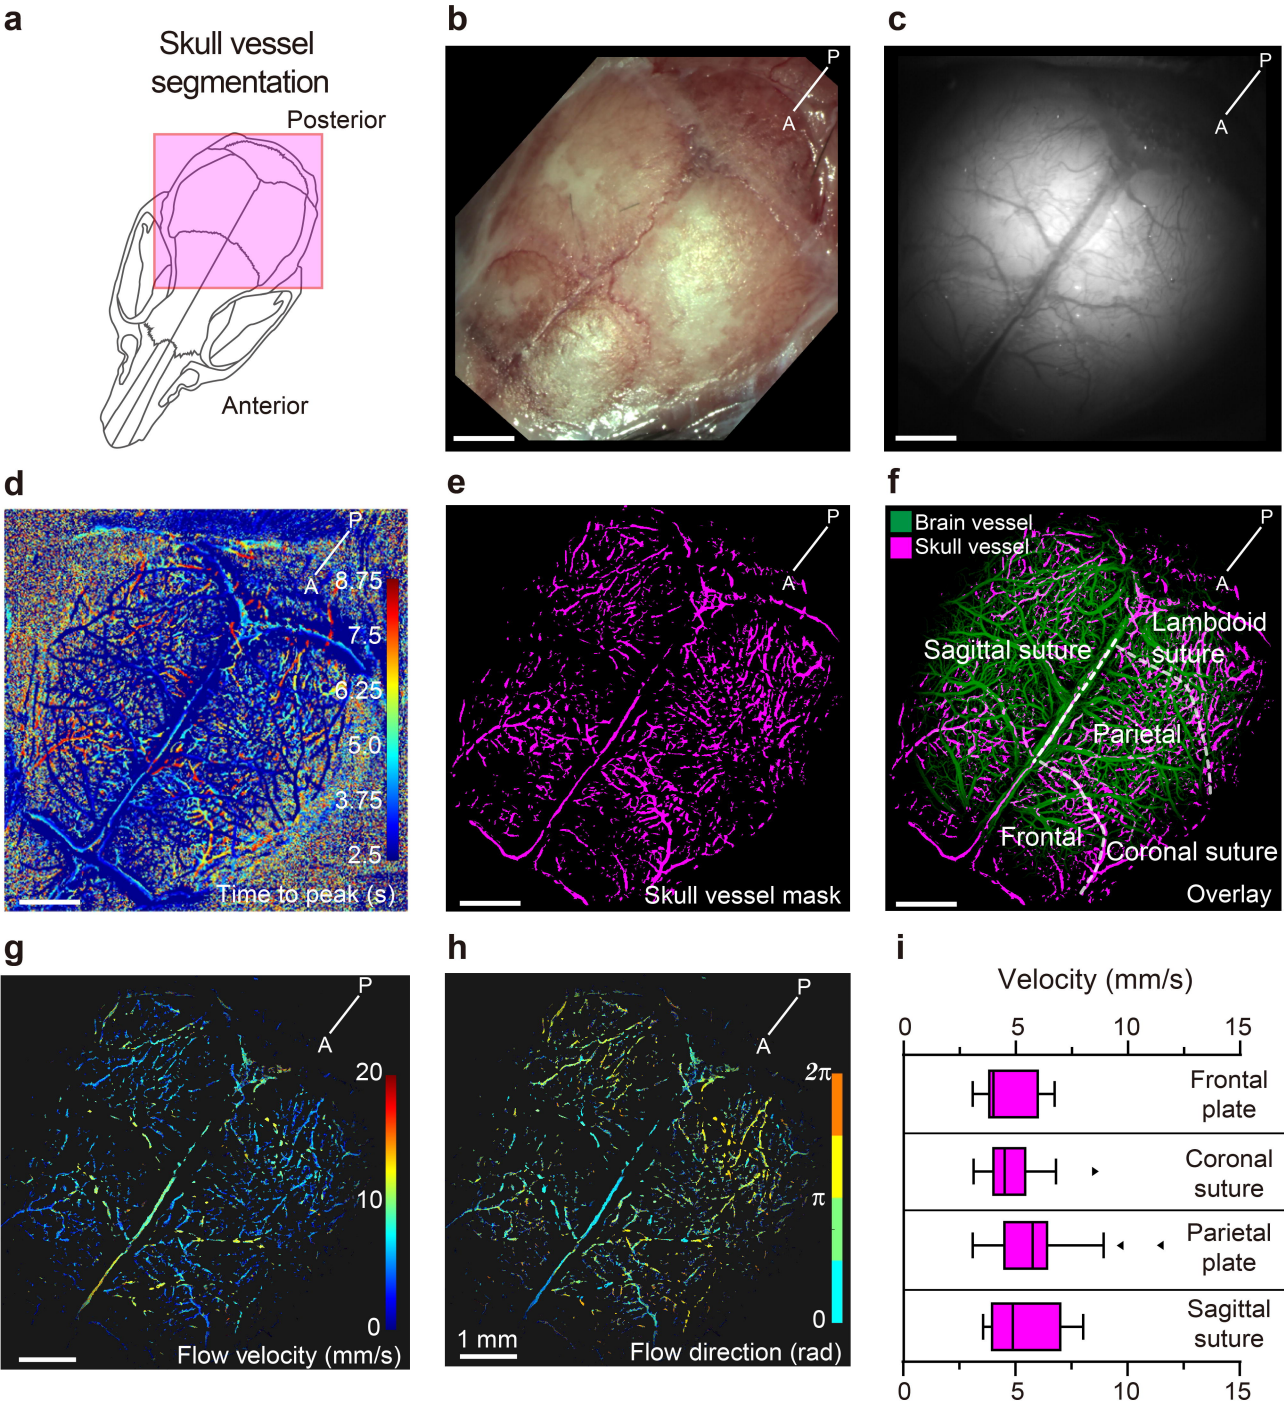 a
Skull vessel
segmentation
Posterior
Anterior
b
P
A
c
P
A
d
P
A
8.75
7.5
6.25
5.0
3.75
2.5
Time to peak (s)
e
P
A
Skull vessel mask
f
Brain vessel
Skull vessel
P
A
Lambdoid
suture
Sagittal suture
Parietal
Frontal
Coronal suture
Overlay
g
P
A
20
10
0
Flow velocity (mm/s)
h
P
A
2π
π
0
1 mm
Flow direction (rad)
i
Velocity (mm/s)
0 5 10 15
Frontal
plate
Coronal
suture
Parietal
plate
Sagittal
suture
0 5 10 15